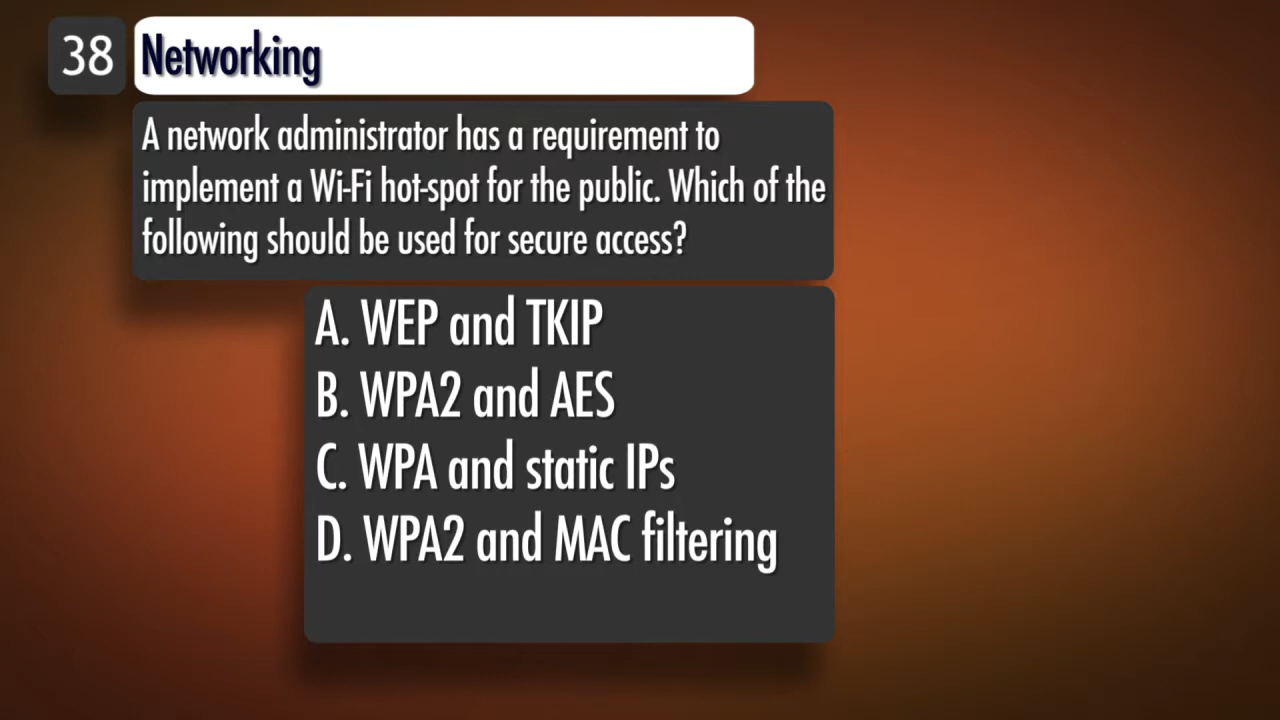 38 Networking
A network administrator has a requirement to
implement a Wi-Fi hot-spot for the public. Which of the
following should be used for secure access?
A. WEP and TKIP
B. WPA2 and AES
C. WPA and static IPs
D. WPA2 and MAC filtering